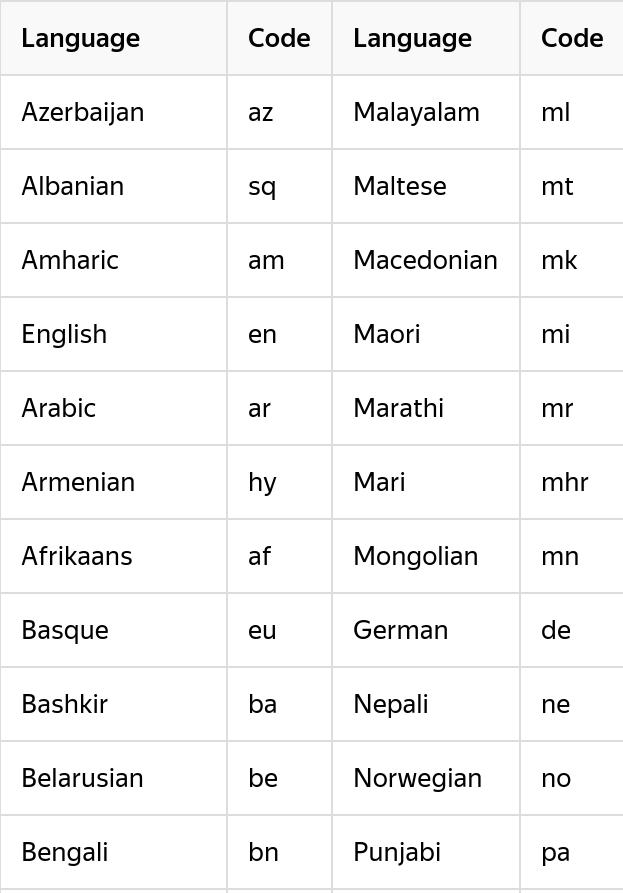 Language Code Language Code
Azerbaijan az Malayalam ml
Albanian sq Maltese mt
Amharic am Macedonian mk
English en Maori mi
Arabic ar Marathi mr
Armenian hy Mari mhr
Afrikaans af Mongolian mn
Basque eu German de
Bashkir ba Nepali ne
Belarusian be Norwegian no
Bengali bn Punjabi pa